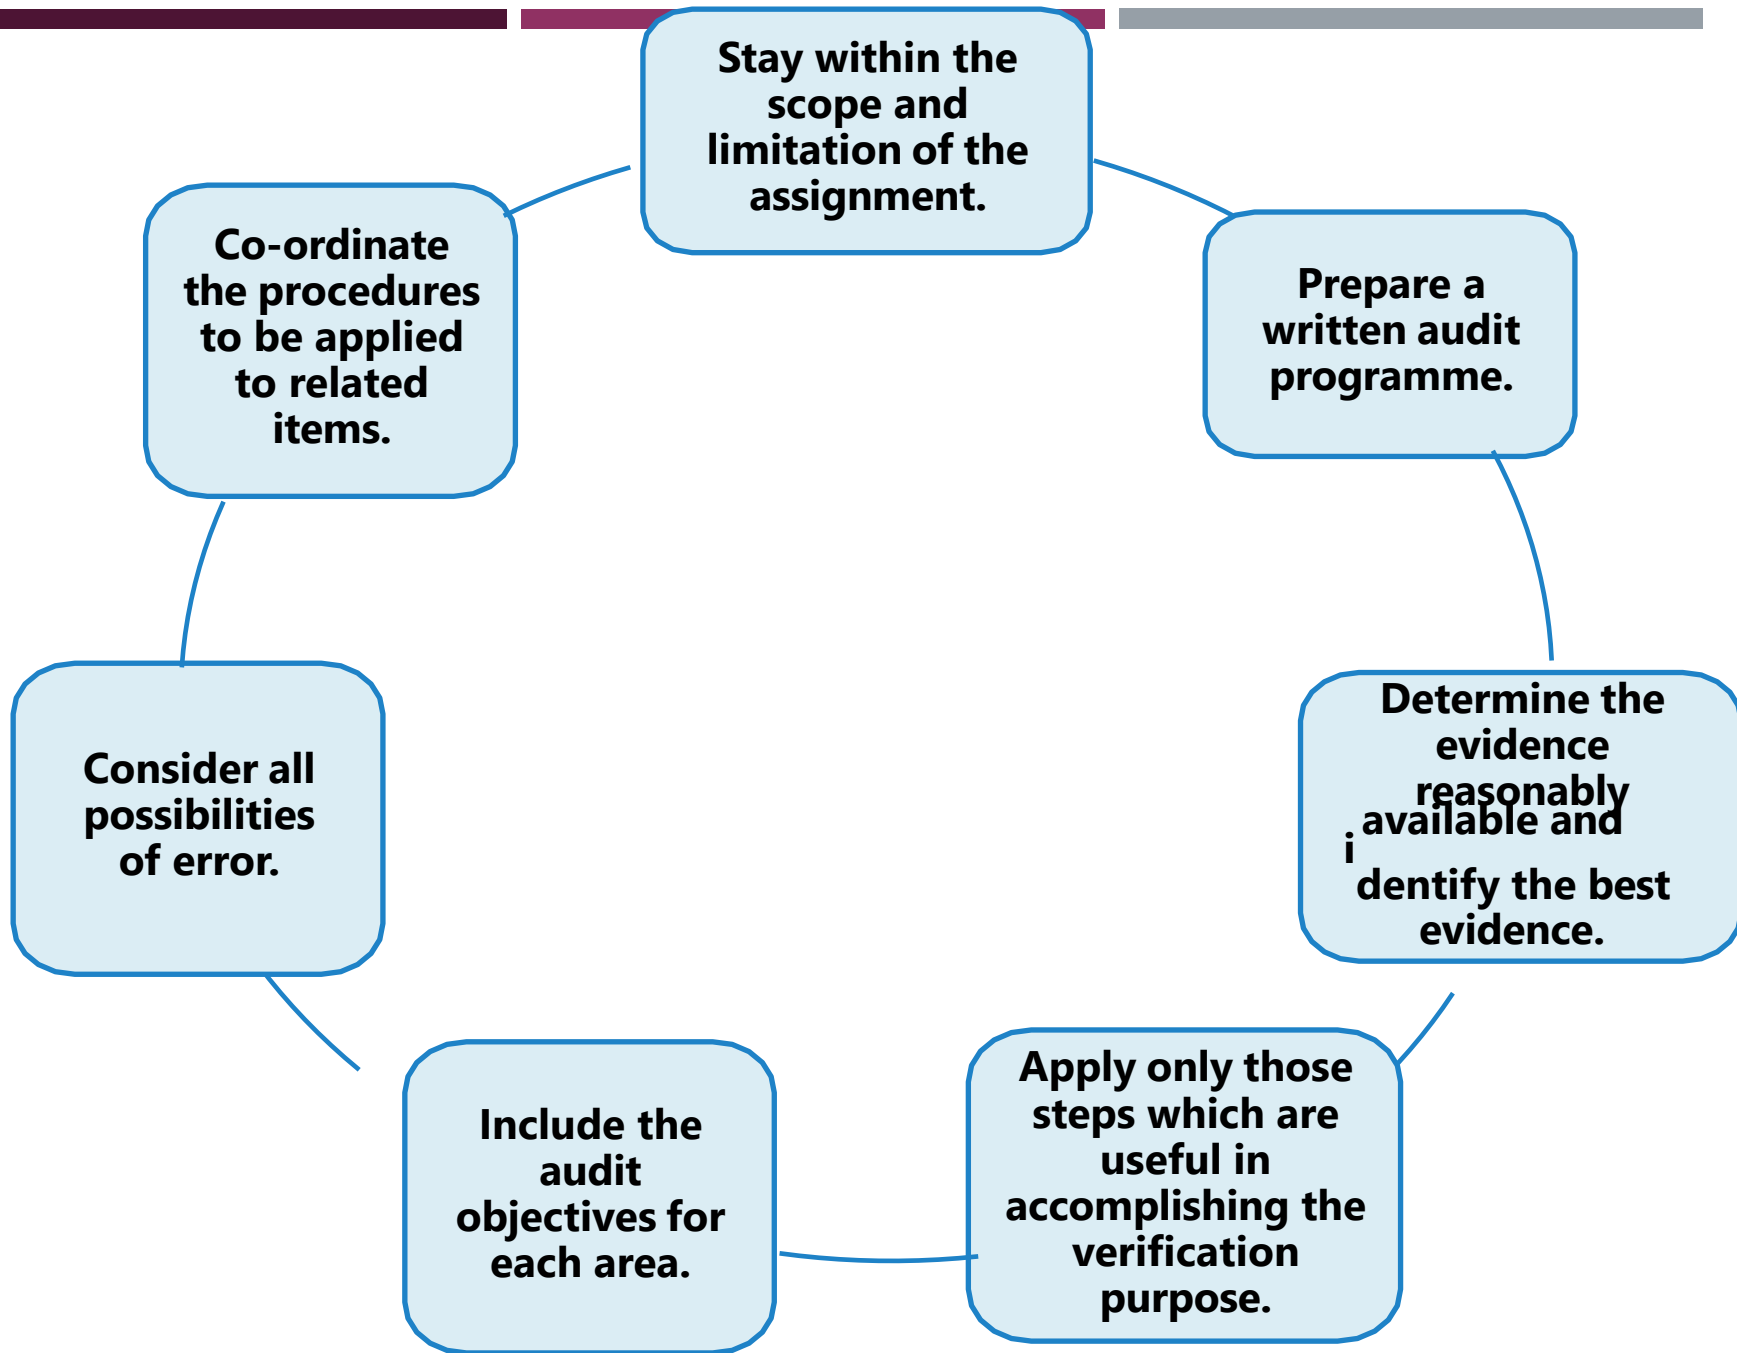 Stay within the
scope and
limitation of the
assignment.
Prepare a
written audit
programme.
Determine the
evidence
reasonably
available and
i
dentify the best
evidence.
Apply only those
steps which are
useful in
accomplishing the
verification
purpose.
Include the
audit
objectives for
each area.
Consider all
possibilities
of error.
Co-ordinate
the procedures
to be applied
to related
items.